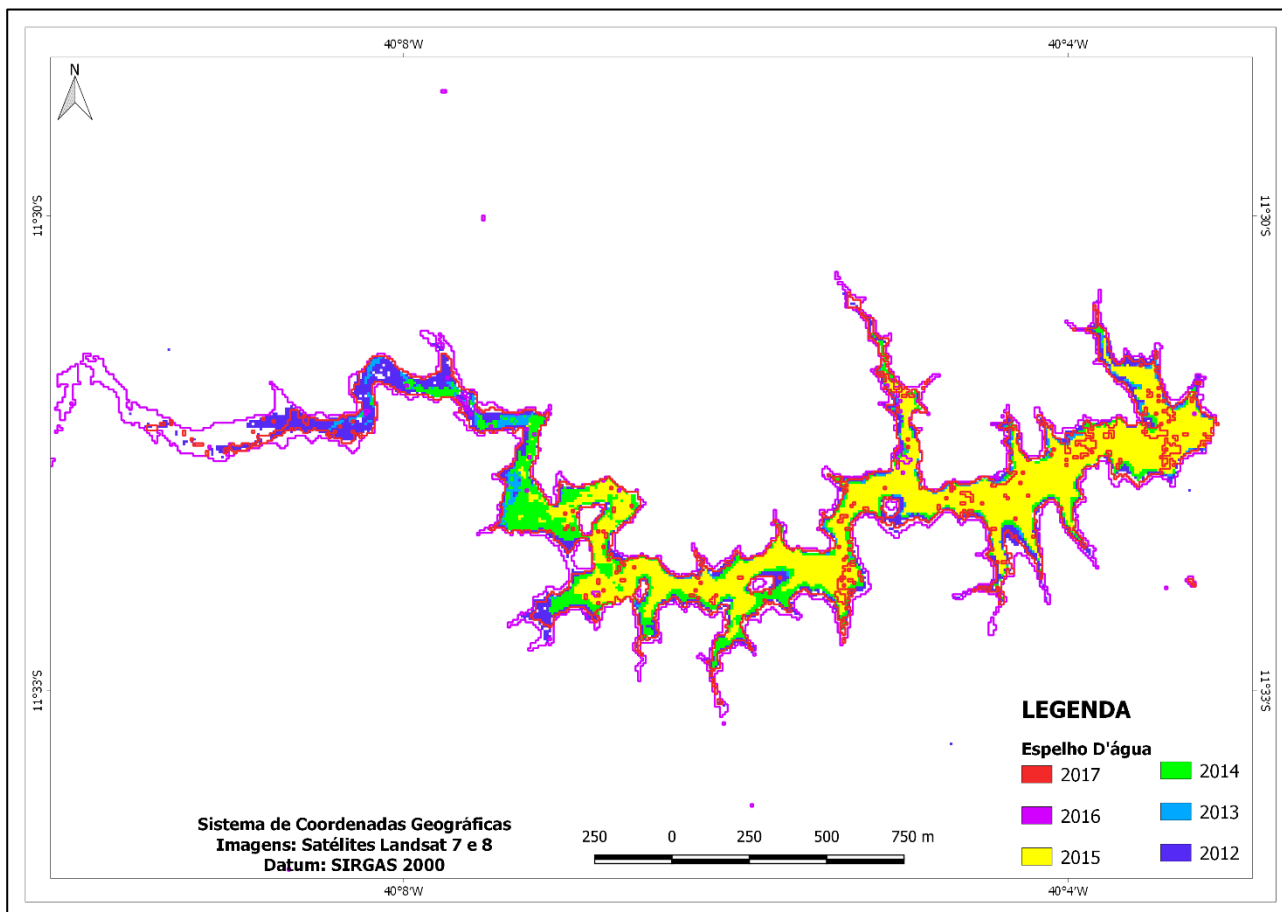 40°8'W
40°4'W
N
11°30'S
11°30'S
11°33'S
11°33'S
LEGENDA
Espelho D'água
2017
2014
2016
2013
2015
2012
Sistema de Coordenadas Geográficas
Imagens: Satélites Landsat 7 e 8
Datum: SIRGAS 2000
250 0 250 500 750 m
40°8'W
40°4'W